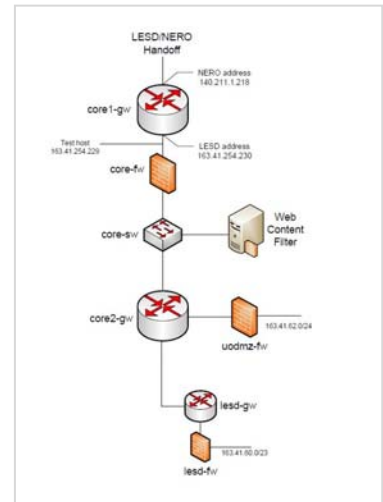 LESD/NERO
Handoff
NERO address
140.211.1.218
core1-gw
Test host
163.41.254.229
LESD address
163.41.254.230
core-fw
core-sw
Web
Content
Filter
core2-gw
163.41.62.0/24
uodmz-fw
lesd-gw
163.41.60.0/23
lesd-fw